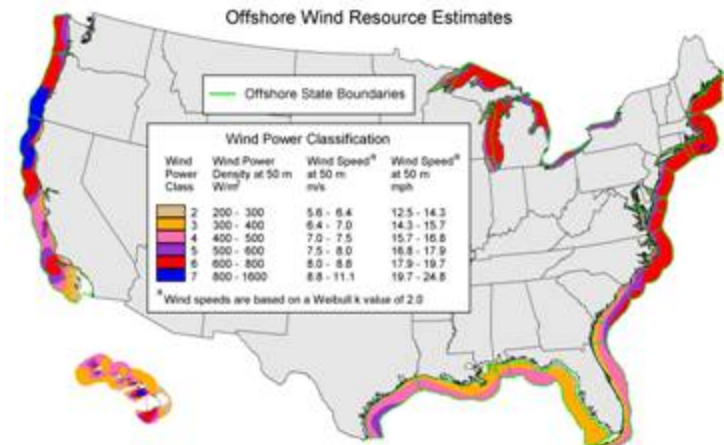 Offshore Wind Resource Estimates
Offshore State Boundaries
Wind Power Classification
Wind Power Class Wind Power Density at 50 m W/m² Wind Speedª at 50 m m/s Wind Speedª at 50 m mph
2 200 - 300 5.6 - 6.4 12.5 - 14.3
3 300 - 400 6.4 - 7.0 14.3 - 15.7
4 400 - 500 7.0 - 7.5 15.7 - 16.8
5 500 - 600 7.5 - 8.0 16.8 - 17.9
6 600 - 800 8.0 - 8.8 17.9 - 19.7
7 800 - 1600 8.8 - 11.1 19.7 - 24.8
ª Wind speeds are based on a Weibull k value of 2.0